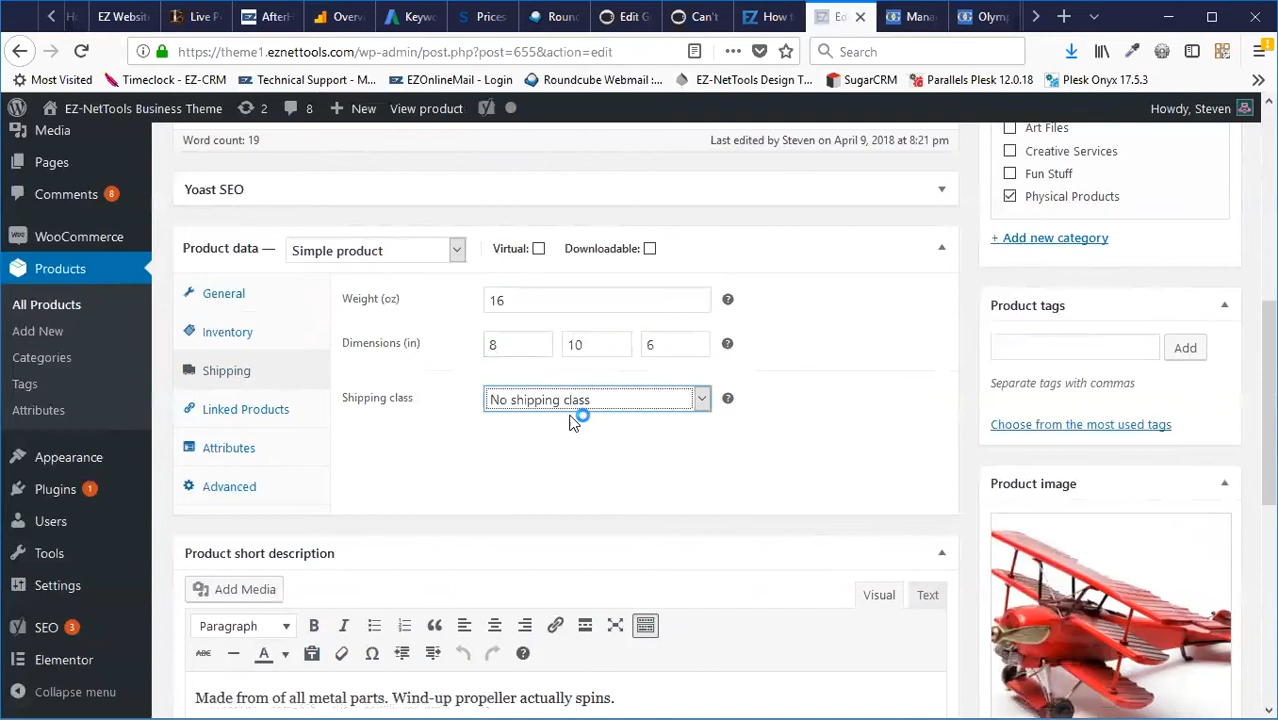 EZ Website
Live P
AfterH
Overv
Keywo
Prices
Roun
Edit G
Can't
How t
Ed
Mana
Olymp
https://theme1.eznettools.com/wp-admin/post.php?post=655&action=edit
Search
Most Visited
Timeclock - EZ-CRM
Technical Support - M...
EZOnlineMail - Login
Roundcube Webmail :...
EZ-NetTools Design T...
SugarCRM
Parallels Plesk 12.0.18
Plesk Onyx 17.5.3
EZ-NetTools Business Theme
2
8
New
View product
Howdy, Steven
Media
Pages
Comments 8
WooCommerce
Products
All Products
Add New
Categories
Tags
Attributes
Appearance
Plugins 1
Users
Tools
Settings
SEO 3
Elementor
Collapse menu
Word count: 19
Last edited by Steven on April 9, 2018 at 8:21 pm
Yoast SEO
Product data —
Simple product
Virtual:
Downloadable:
General
Inventory
Shipping
Linked Products
Attributes
Advanced
Weight (oz)
16
Dimensions (in)
8
10
6
Shipping class
No shipping class
Product short description
Add Media
Visual
Text
Paragraph
B
I
ABC
A
Made from of all metal parts. Wind-up propeller actually spins.
Art Files
Creative Services
Fun Stuff
Physical Products
+ Add new category
Product tags
Add
Separate tags with commas
Choose from the most used tags
Product image